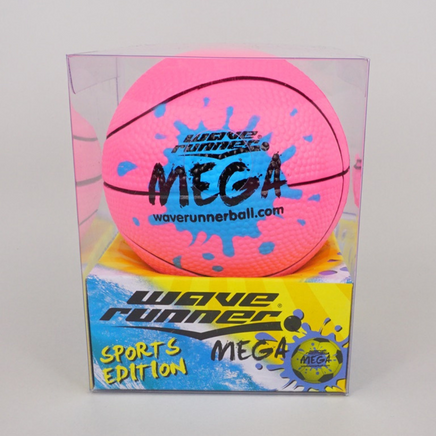 wave
runner
MEGA
waverunnerball.com
wave
runner®
MEGA
SPORTS
EDITION
MEGA